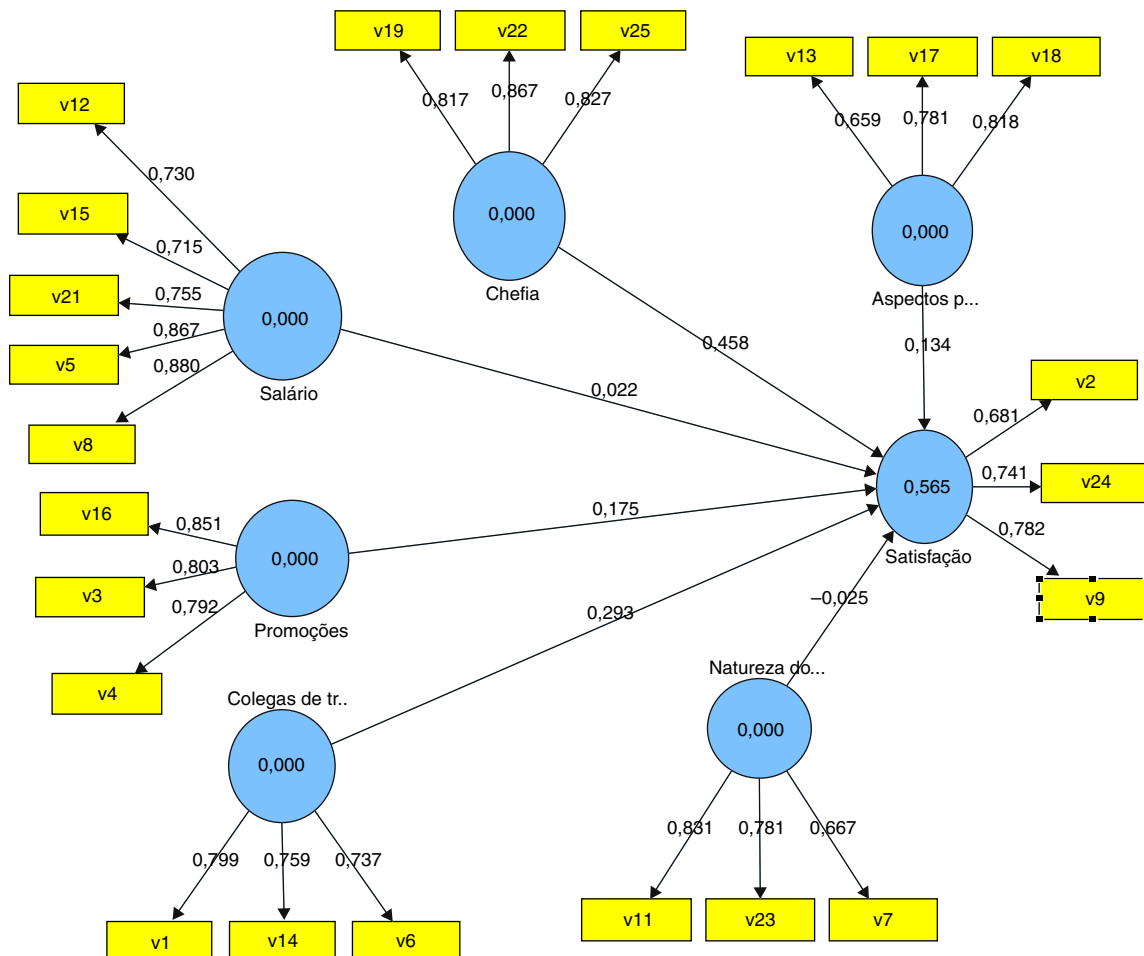 v19
v22
v25
v13
v17
v18
0,817
0,867
0,827
0,659
0,781
0,818
v12
0,730
v15
0,715
v21
0,755
v5
0,867
0,880
v8
0,000
Salário
0,000
Chefia
0,000
Aspectos p...
0,458
0,134
0,022
v2
0,681
v24
0,741
0,565
0,782
Satisfação
v9
v16
0,851
v3
0,803
0,792
v4
0,000
Promoções
0,175
0,293
–0,025
Colegas de tr..
0,000
Natureza do...
0,000
0,799
0,759
0,737
0,831
0,781
0,667
v1
v14
v6
v11
v23
v7